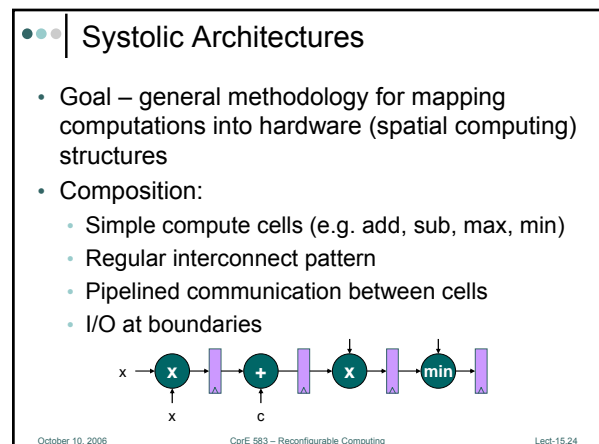 Systolic Architectures
• Goal – general methodology for mapping
computations into hardware (spatial computing)
structures
• Composition:
• Simple compute cells (e.g. add, sub, max, min)
• Regular interconnect pattern
• Pipelined communication between cells
• I/O at boundaries
x x + x min
x c
October 10, 2006 CprE 583 – Reconfigurable Computing Lect-15.24